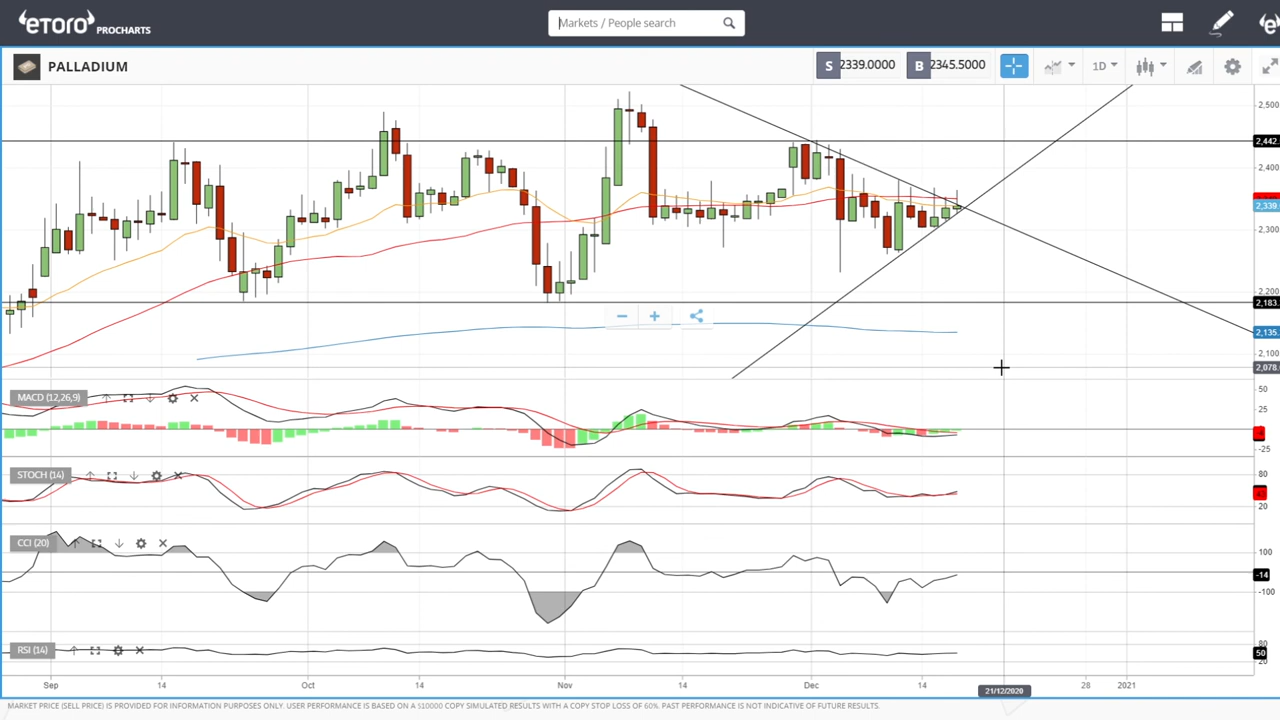 eToro PROCHARTS
Markets / People search
PALLADIUM
S 2339.0000 B 2345.5000
1D
2,500
2,442.
2,400
2,339.
2,300
2,200
2,183.
2,135.
2,100
2,078.
MACD (12,26,9)
50
25
-25
STOCH (14)
80
20
CCI (20)
100
-14
-100
RSI (14)
80
50
20
Sep 14 Oct 14 Nov 14 Dec 14 21/12/2020 28 2021
MARKET PRICE (SELL PRICE) IS PROVIDED FOR INFORMATION PURPOSES ONLY. USER PERFORMANCE IS BASED ON A $10000 COPY SIMULATED RESULTS WITH A COPY STOP LOSS OF 60%. PAST PERFORMANCE IS NOT INDICATIVE OF FUTURE RESULTS.